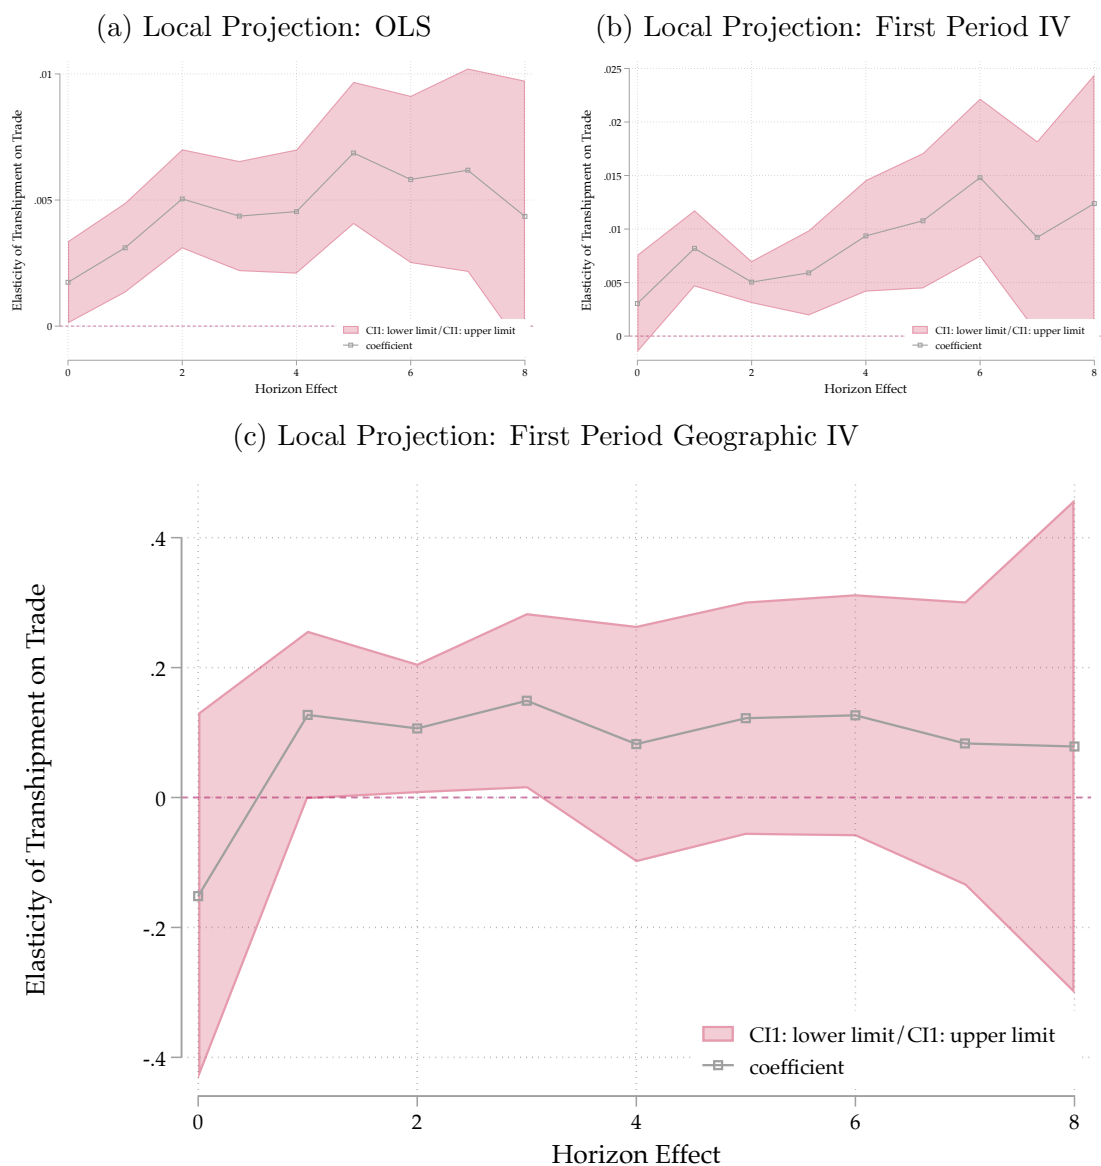 (a) Local Projection: OLS
Elasticity of Transhipment on Trade
.01
.005
0
CI1: lower limit/CI1: upper limit
coefficient
0 2 4 6 8
Horizon Effect
(b) Local Projection: First Period IV
Elasticity of Transhipment on Trade
.025
.02
.015
.01
.005
0
CI1: lower limit/CI1: upper limit
coefficient
0 2 4 6 8
Horizon Effect
(c) Local Projection: First Period Geographic IV
Elasticity of Transhipment on Trade
.4
.2
0
-.2
-.4
CI1: lower limit/CI1: upper limit
coefficient
0 2 4 6 8
Horizon Effect